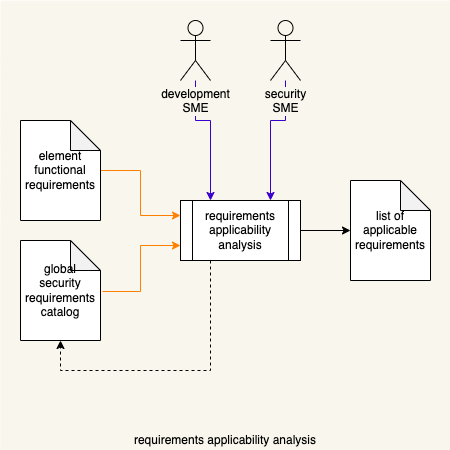 development
SME
security
SME
element
functional
requirements
requirements
applicability
analysis
list of
applicable
requirements
global
security
requirements
catalog
requirements applicability analysis